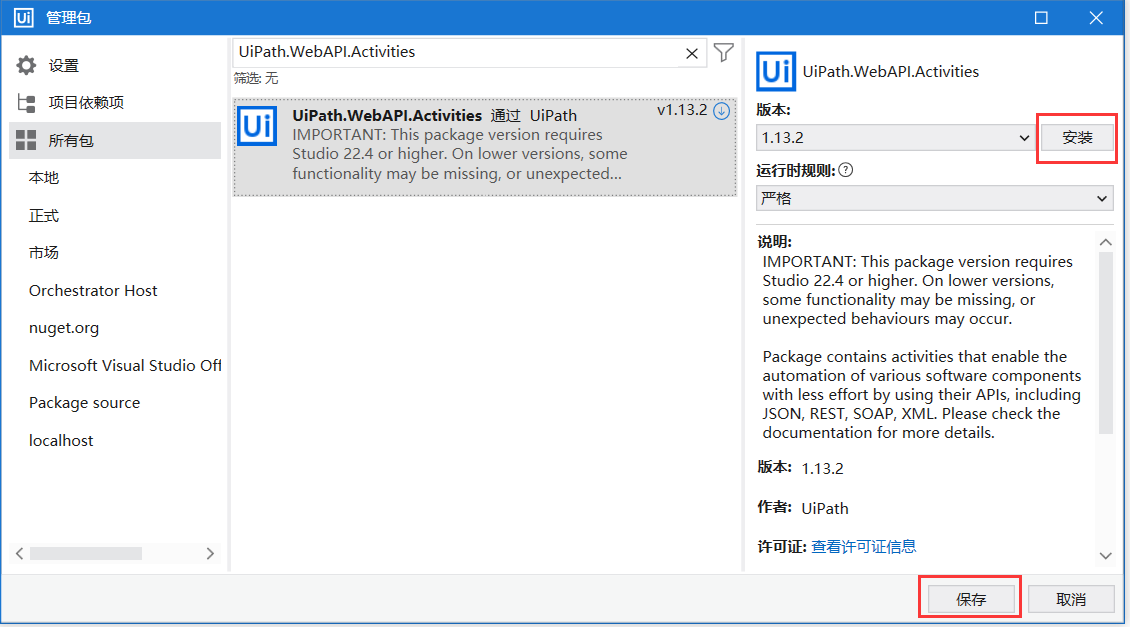 Ui 管理包
设置
项目依赖项
所有包
本地
正式
市场
Orchestrator Host
nuget.org
Microsoft Visual Studio Off
Package source
localhost
UiPath.WebAPI.Activities
筛选: 无
Ui
UiPath.WebAPI.Activities 通过 UiPath v1.13.2
IMPORTANT: This package version requires
Studio 22.4 or higher. On lower versions, some
functionality may be missing, or unexpected...
Ui UiPath.WebAPI.Activities
版本:
1.13.2 安装
运行时规则: ?
严格
说明:
IMPORTANT: This package version requires
Studio 22.4 or higher. On lower versions,
some functionality may be missing, or
unexpected behaviours may occur.
Package contains activities that enable the
automation of various software components
with less effort by using their APIs, including
JSON, REST, SOAP, XML. Please check the
documentation for more details.
版本: 1.13.2
作者: UiPath
许可证: 查看许可证信息
保存 取消